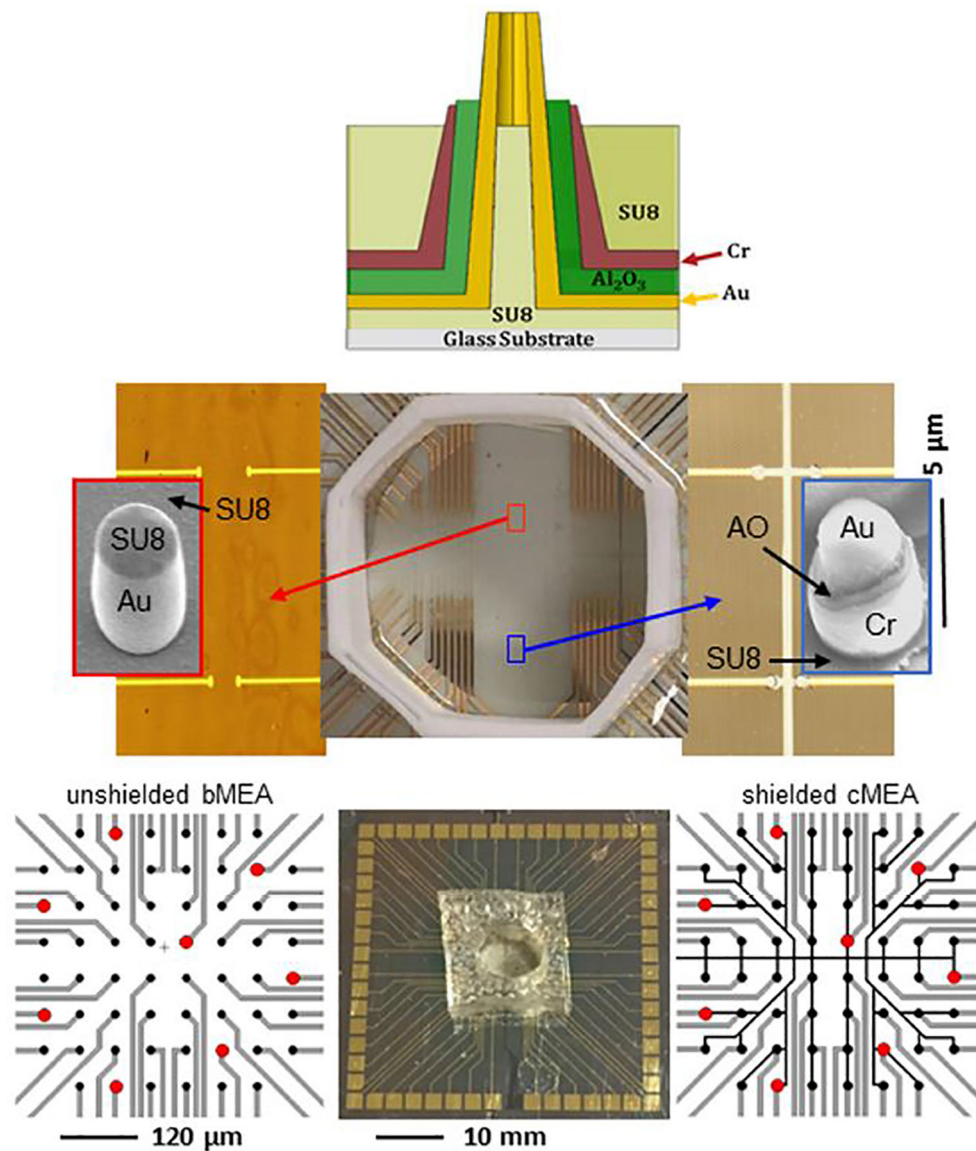 SU8
Cr
Al₂O₃
Au
SU8
Glass Substrate
SU8
SU8
Au
AO
Au
Cr
SU8
5 µm
unshielded bMEA
shielded cMEA
120 µm
10 mm